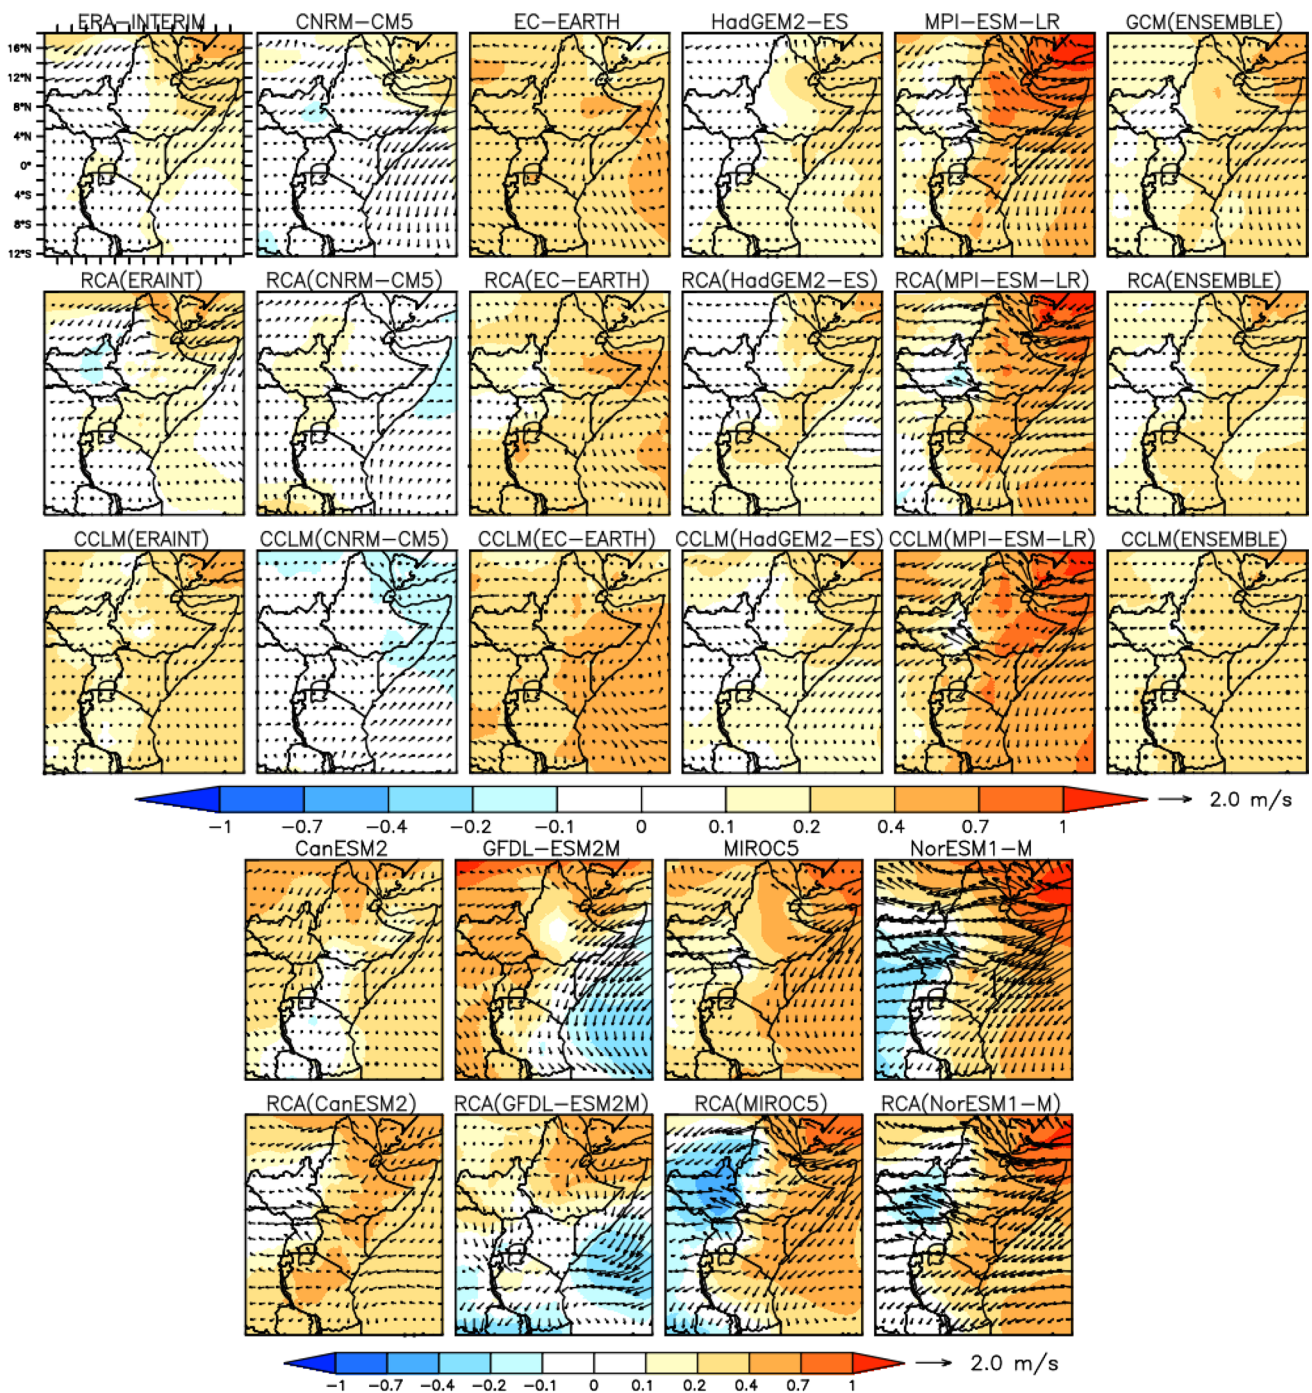 ERA-INTERIM CNRM-CM5 EC-EARTH HadGEM2-ES MPI-ESM-LR GCM(ENSEMBLE)
16°N
12°N
8°N
4°N
0°
4°S
8°S
12°S
RCA(ERAINT) RCA(CNRM-CM5) RCA(EC-EARTH) RCA(HadGEM2-ES) RCA(MPI-ESM-LR) RCA(ENSEMBLE)
CCLM(ERAINT) CCLM(CNRM-CM5) CCLM(EC-EARTH) CCLM(HadGEM2-ES) CCLM(MPI-ESM-LR) CCLM(ENSEMBLE)
2.0 m/s
-1 -0.7 -0.4 -0.2 -0.1 0 0.1 0.2 0.4 0.7 1
CanESM2 GFDL-ESM2M MIROC5 NorESM1-M
RCA(CanESM2) RCA(GFDL-ESM2M) RCA(MIROC5) RCA(NorESM1-M)
2.0 m/s
-1 -0.7 -0.4 -0.2 -0.1 0 0.1 0.2 0.4 0.7 1